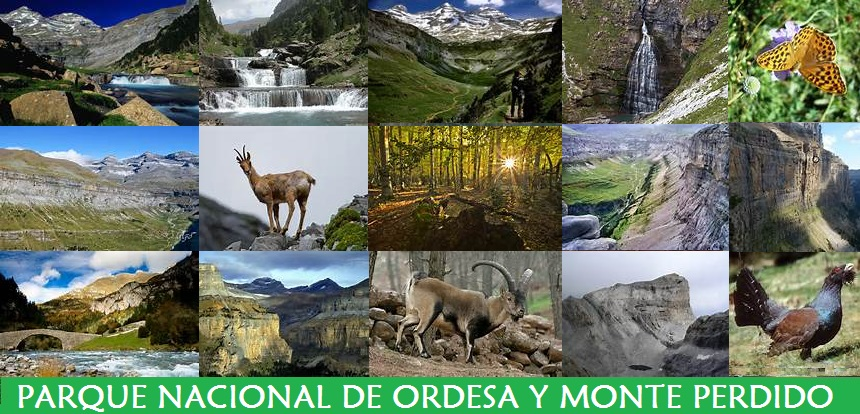 PARQUE NACIONAL DE ORDESA Y MONTE PERDIDO